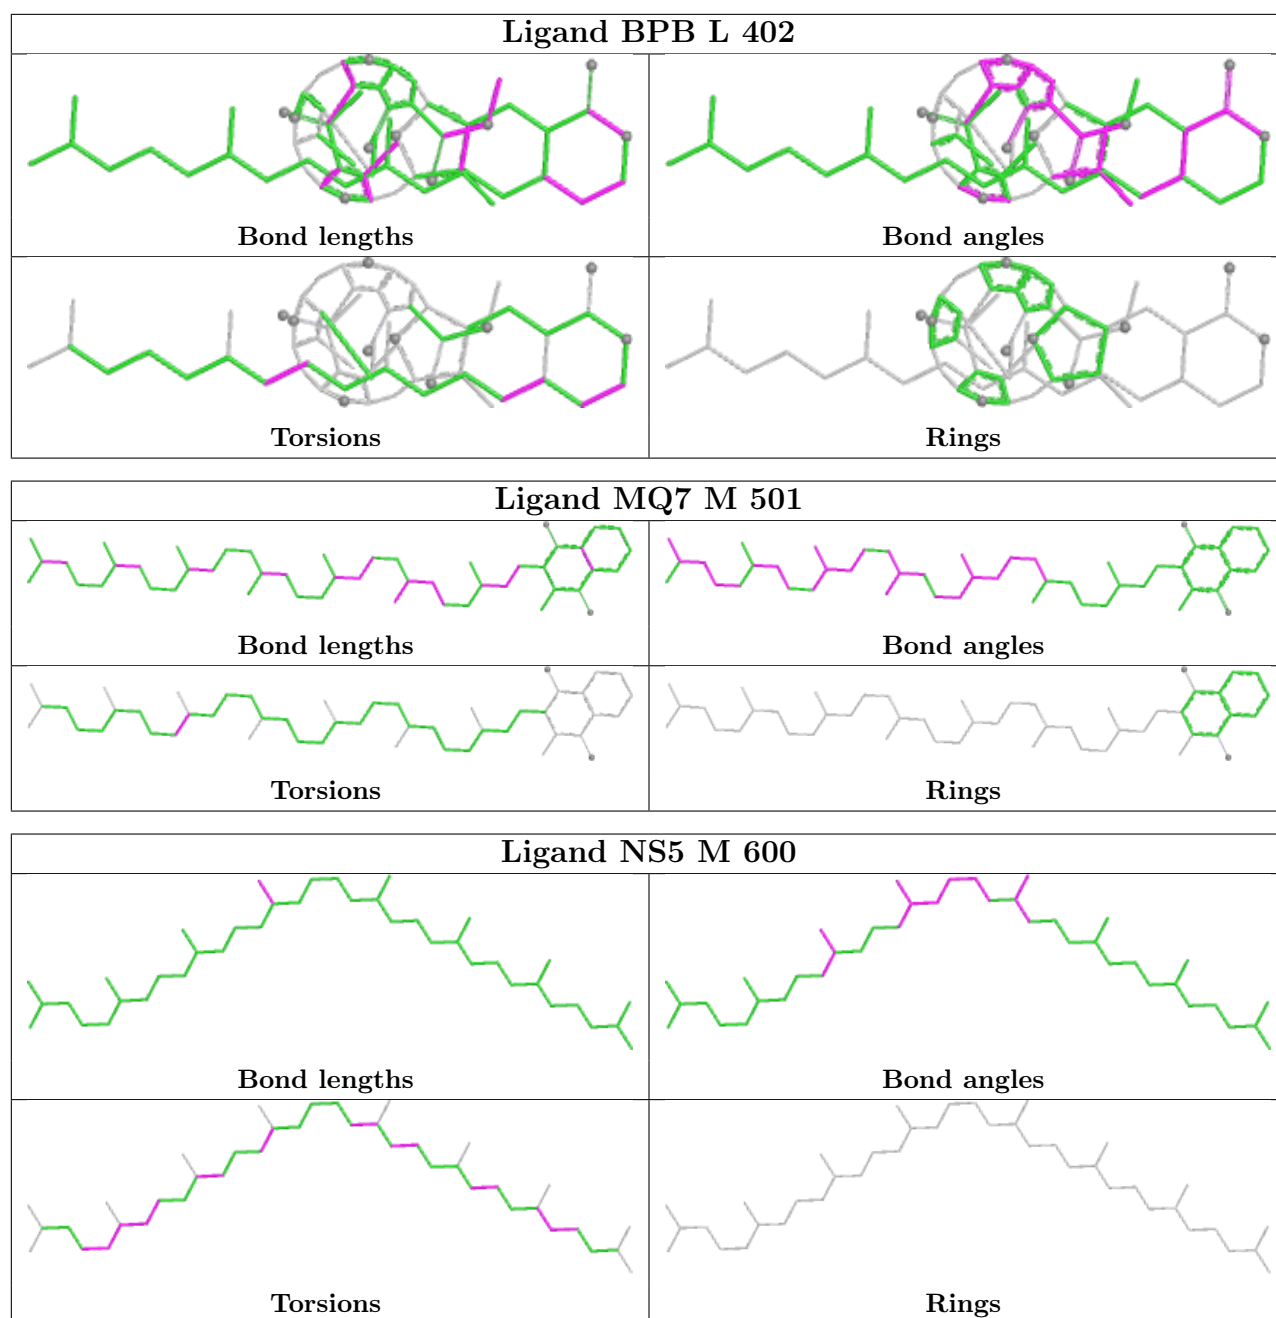 Ligand BPB L 402
Bond lengths
Bond angles
Torsions
Rings
Ligand MQ7 M 501
Bond lengths
Bond angles
Torsions
Rings
Ligand NS5 M 600
Bond lengths
Bond angles
Torsions
Rings